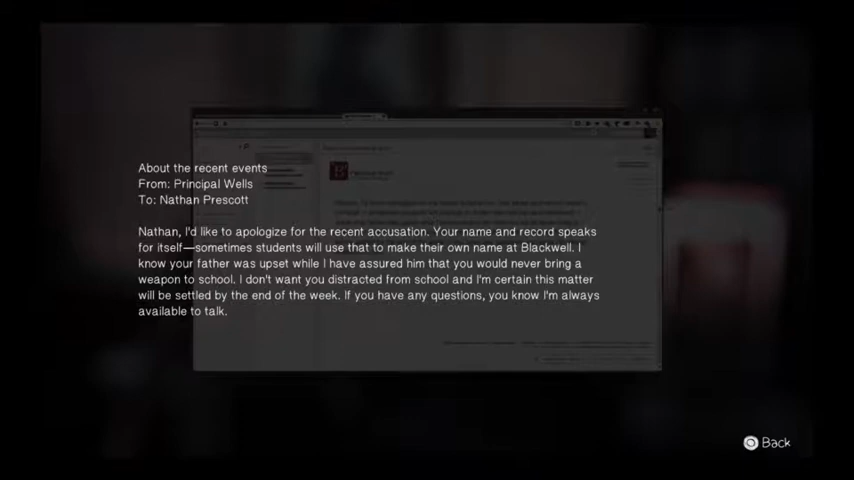 About the recent events
From: Principal Wells
To: Nathan Prescott
Nathan, I'd like to apologize for the recent accusation. Your name and record speaks
for itself—sometimes students will use that to make their own name at Blackwell. I
know your father was upset while I have assured him that you would never bring a
weapon to school. I don't want you distracted from school and I'm certain this matter
will be settled by the end of the week. If you have any questions, you know I'm always
available to talk.
Back